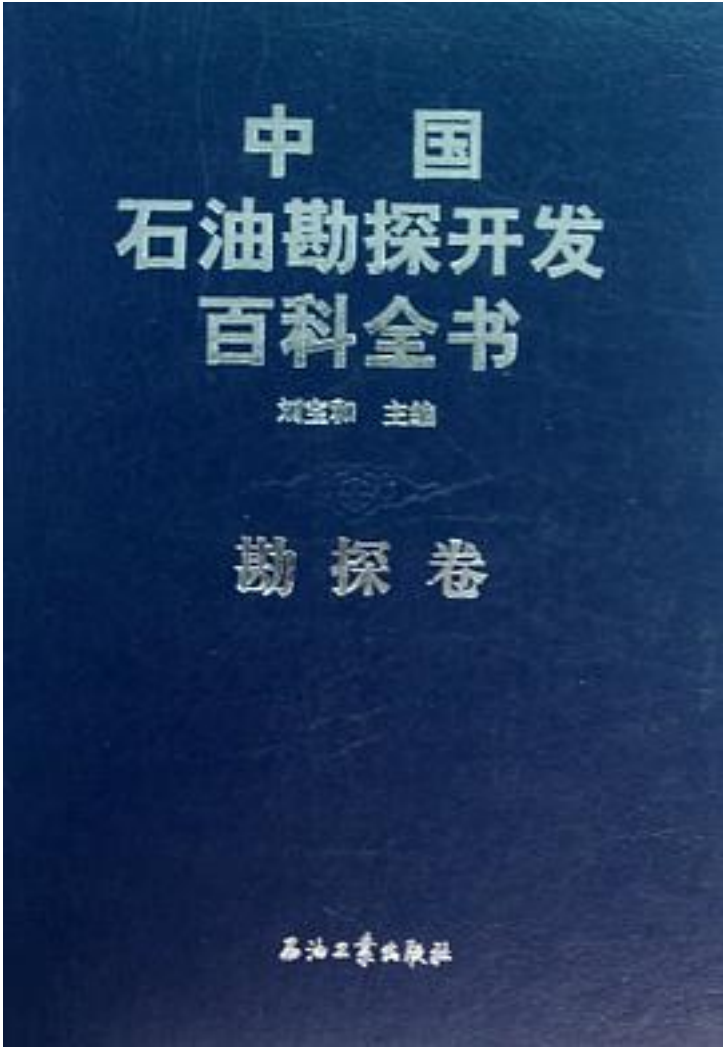 中 国
石油勘探开发
百科全书
刘宝和 主编
勘探卷
石油工业出版社